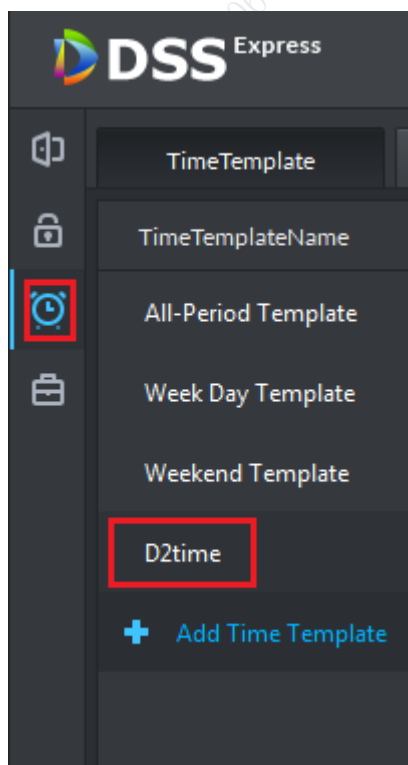 DSS Express
TimeTemplate
TimeTemplateName
All-Period Template
Week Day Template
Weekend Template
D2time
Add Time Template